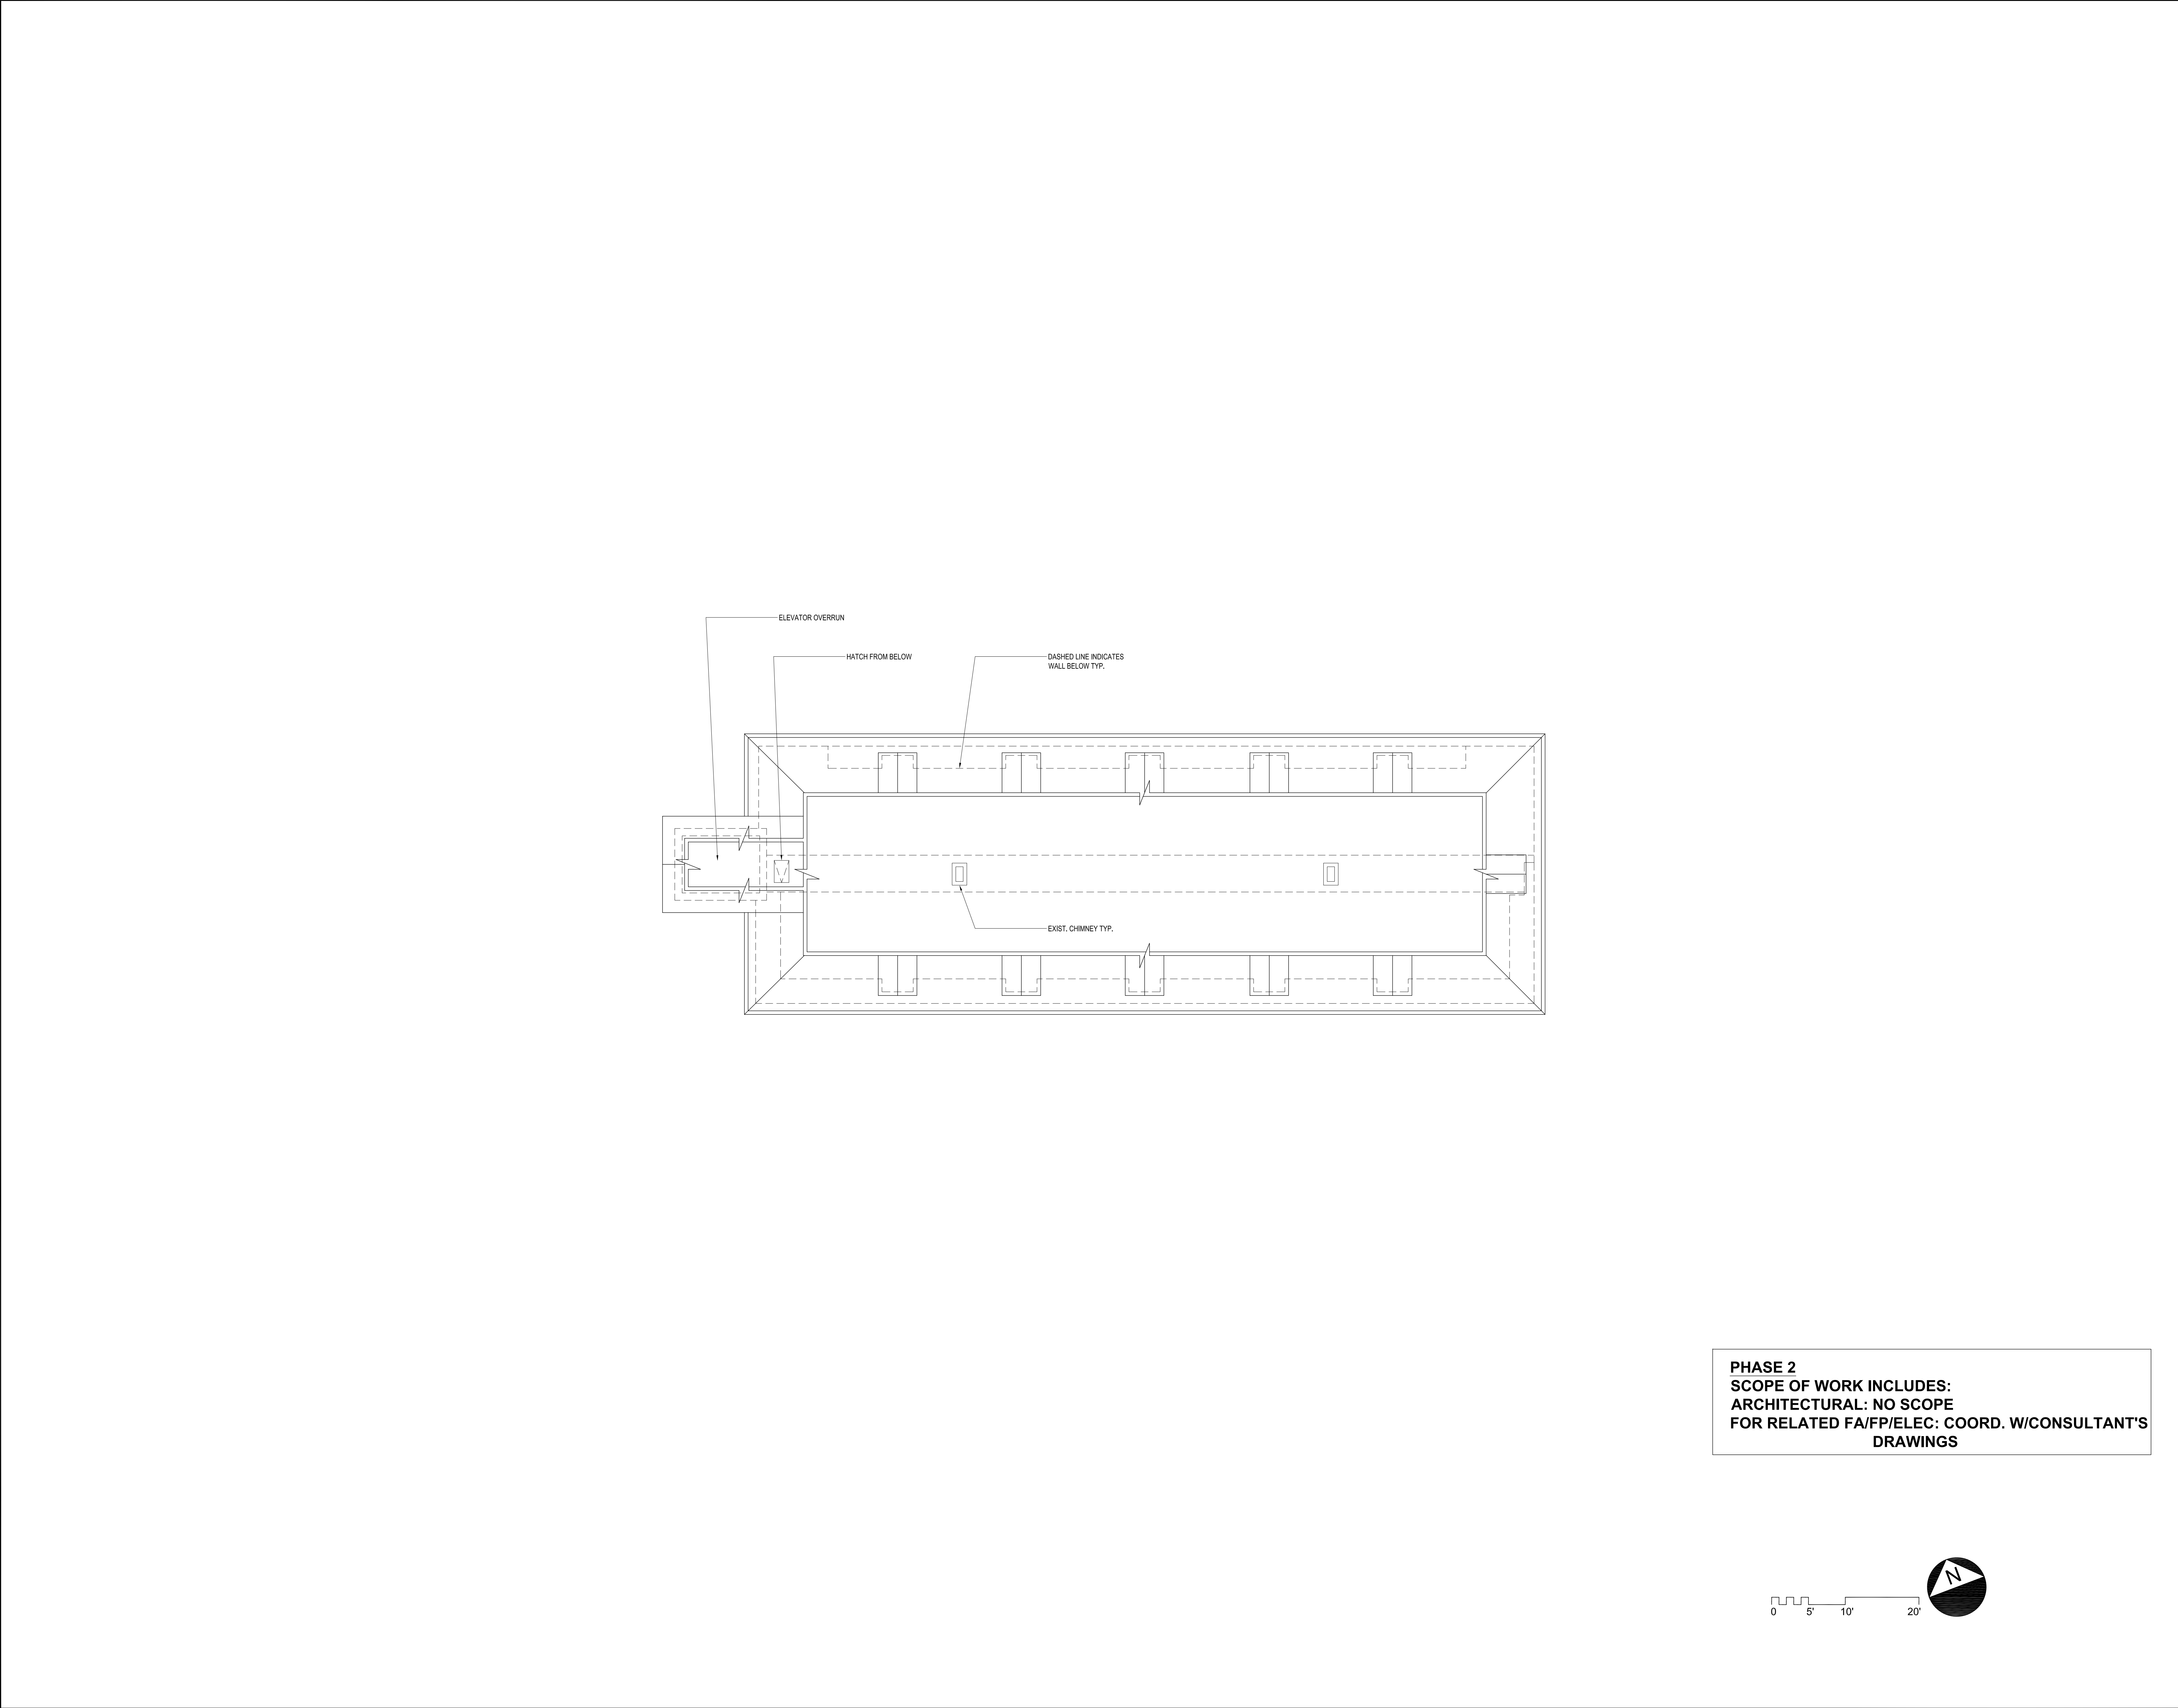 ELEVATOR OVERRUN
HATCH FROM BELOW
DASHED LINE INDICATES
WALL BELOW TYP.
EXIST. CHIMNEY TYP.
PHASE 2
SCOPE OF WORK INCLUDES:
ARCHITECTURAL: NO SCOPE
FOR RELATED FA/FP/ELEC: COORD. W/CONSULTANT'S
DRAWINGS
N
0 5' 10' 20'